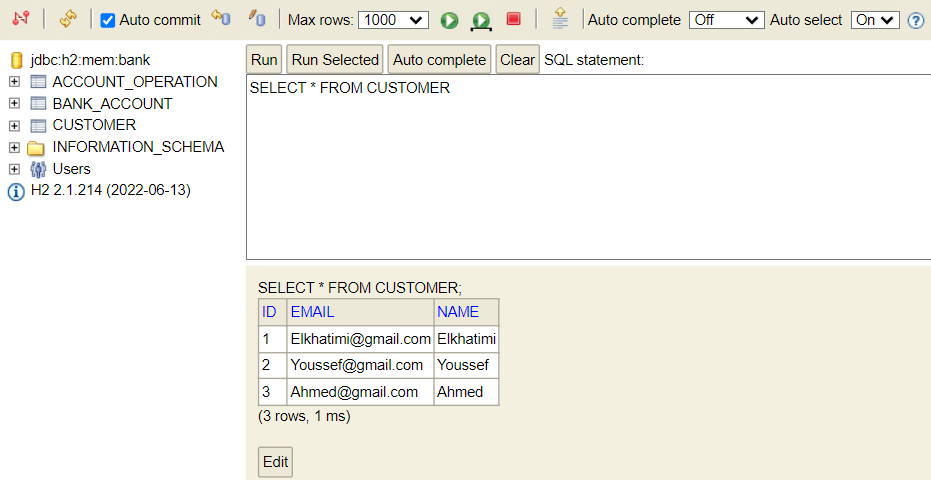 Auto commit Max rows: 1000 Auto complete Off Auto select On ?
jdbc:h2:mem:bank
ACCOUNT_OPERATION
BANK_ACCOUNT
CUSTOMER
INFORMATION_SCHEMA
Users
H2 2.1.214 (2022-06-13)
Run Run Selected Auto complete Clear SQL statement:
SELECT * FROM CUSTOMER
SELECT * FROM CUSTOMER;
ID EMAIL NAME
1 Elkhatimi@gmail.com Elkhatimi
2 Youssef@gmail.com Youssef
3 Ahmed@gmail.com Ahmed
(3 rows, 1 ms)
Edit